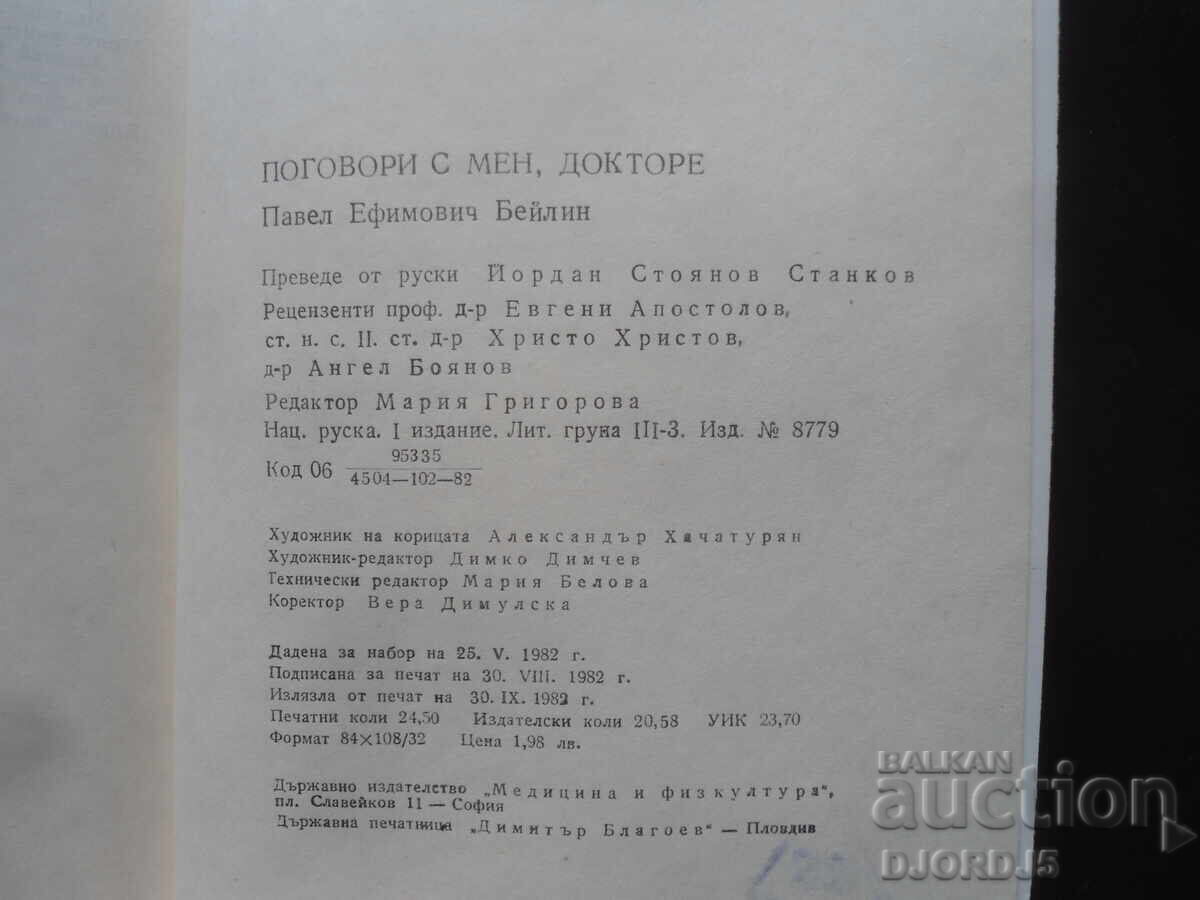 ПОГОВОРИ С МЕН, ДОКТОРЕ
Павел Ефимович Бейлин
Преведе от руски Йордан Стоянов Станков
Рецензенти проф. д-р Евгени Апостолов,
ст. н. с. II. ст. д-р Христо Христов,
д-р Ангел Боянов
Редактор Мария Григорова
Нац. руска. I издание. Лит. група III-3. Изд. № 8779
Код 06 95335
4504—102—82
Художник на корицата Александър Хачатурян
Художник-редактор Димко Димчев
Технически редактор Мария Белова
Коректор Вера Димулска
Дадена за набор на 25. V. 1982 г.
Подписана за печат на 30. VIII. 1982 г.
Излязла от печат на 30. IX. 1982 г.
Печатни коли 24,50 Издателски коли 20,58 УИК 23,70
Формат 84×108/32 Цена 1,98 лв.
Държавно издателство „Медицина и физкултура“,
пл. Славейков 11 — София
Държавна печатница „Димитър Благоев“ — Пловдив
BALKAN
auction
DJORDJ5